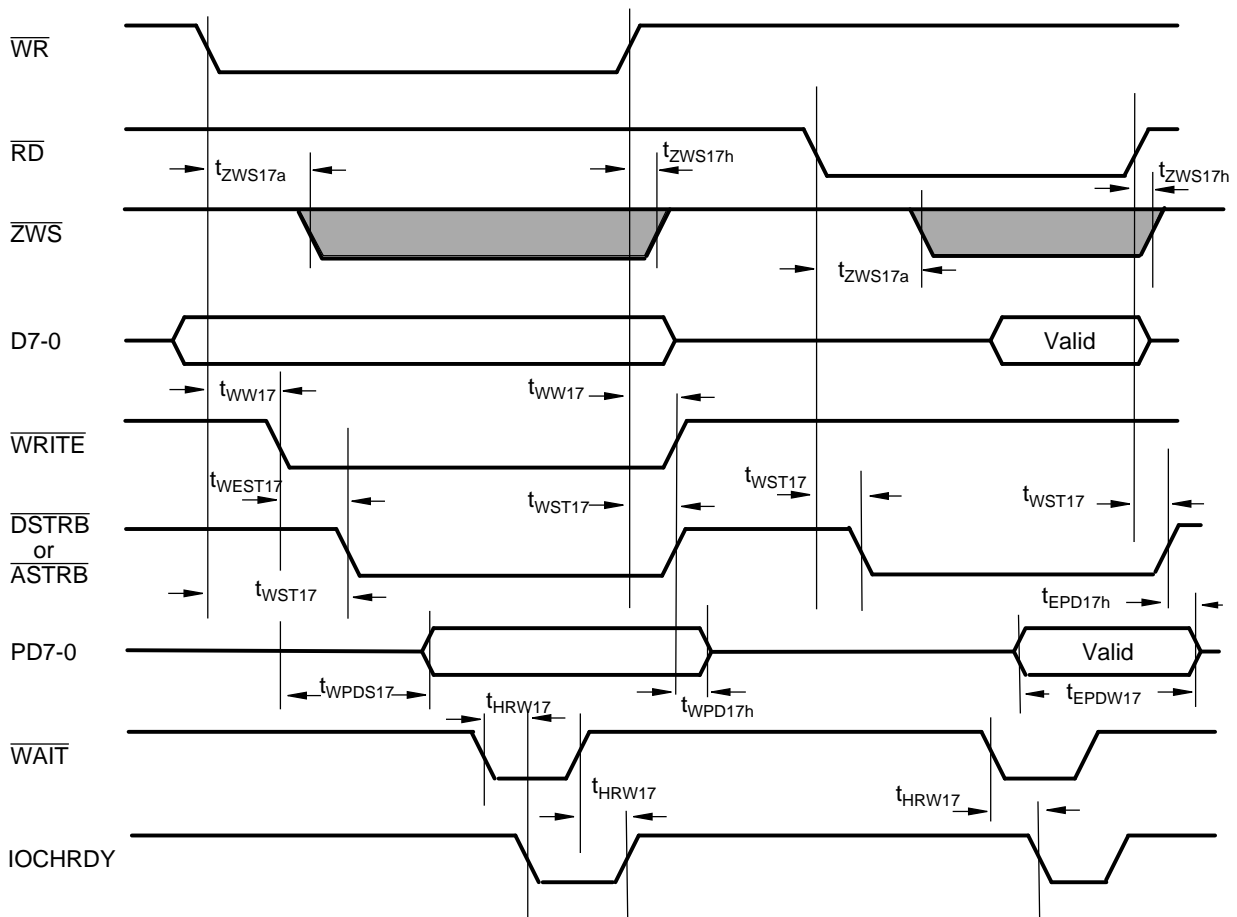 WR
RD
tZWS17a
tZWS17h
tZWS17h
ZWS
tZWS17a
D7-0
Valid
tWW17
tWW17
WRITE
tWEST17
tWST17
tWST17
tWST17
DSTRB
or
ASTRB
tWST17
tEPD17h
PD7-0
Valid
tWPDS17
tWPD17h
tEPDW17
tHRW17
WAIT
tHRW17
tHRW17
IOCHRDY